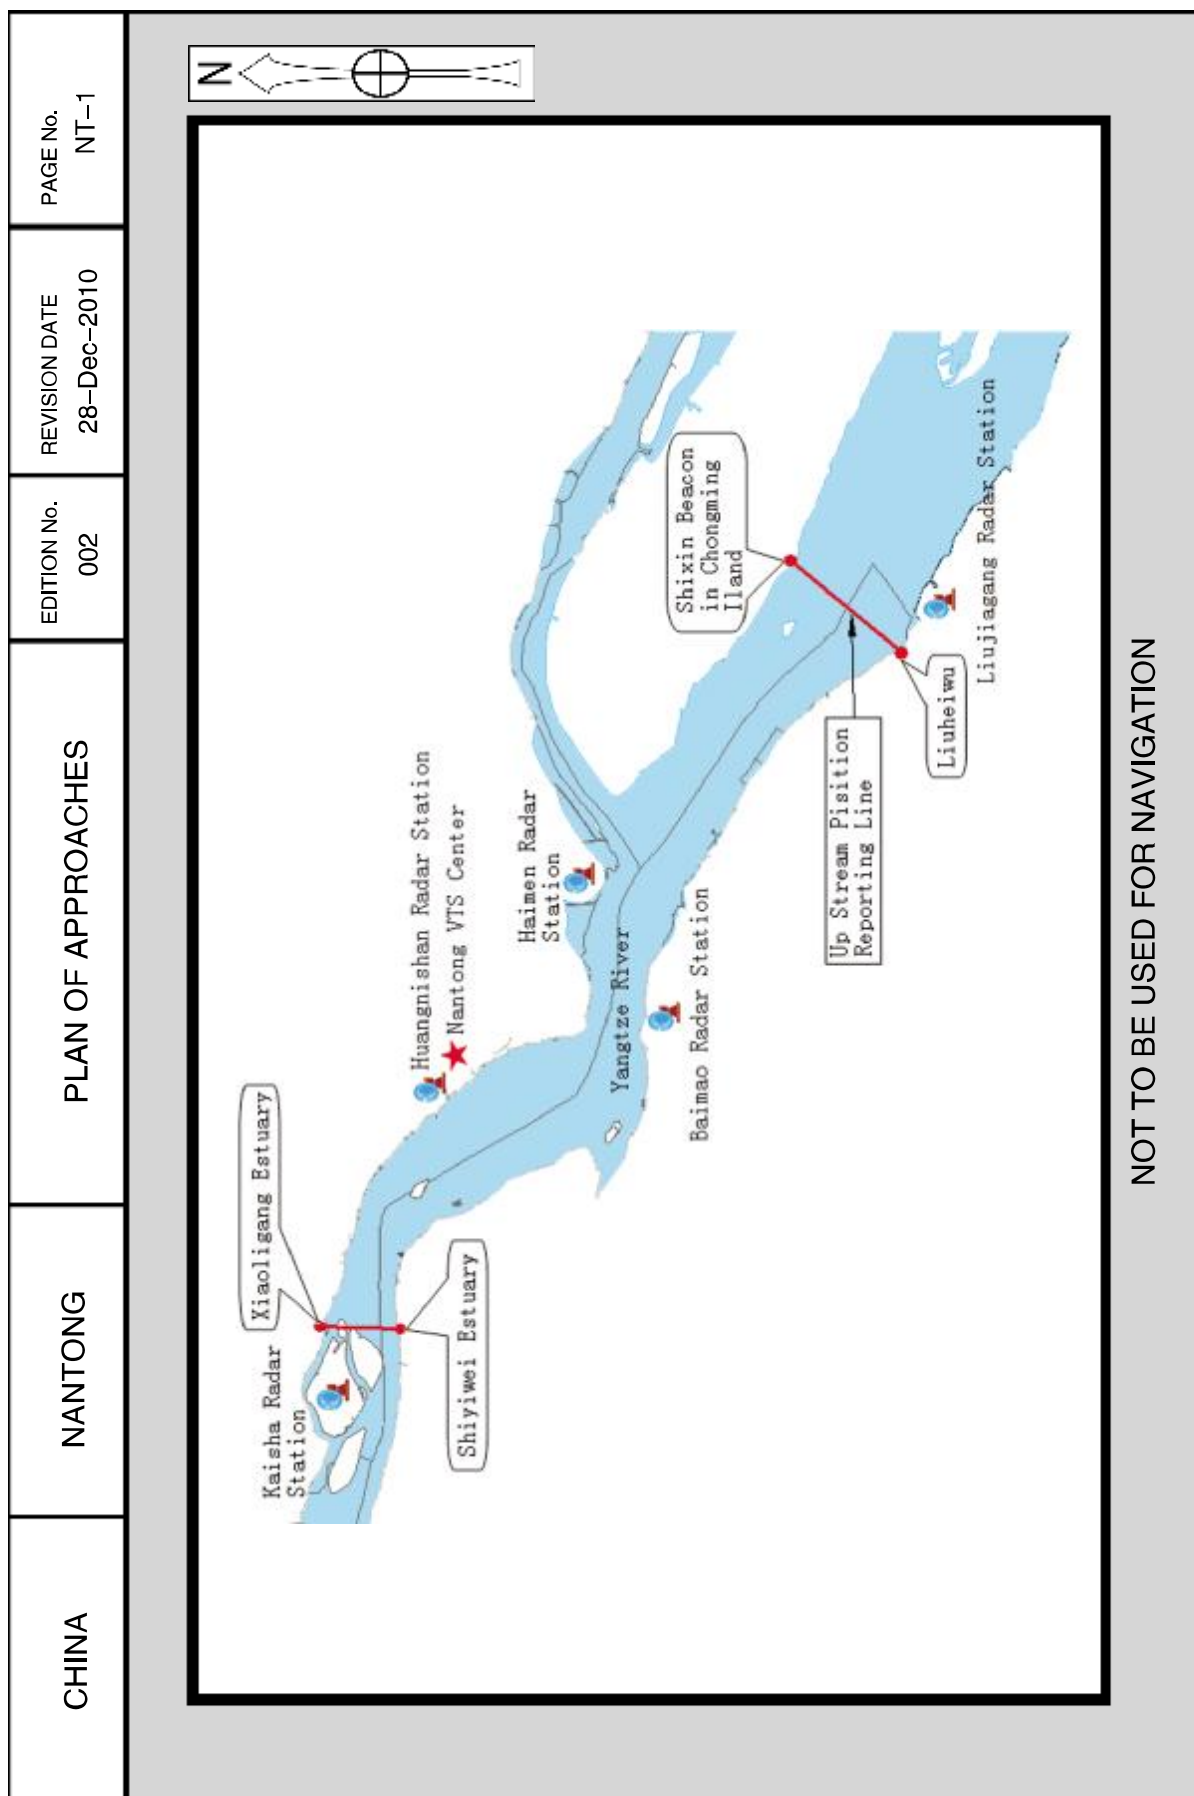 CHINA
NANTONG
PLAN OF APPROACHES
EDITION No.
002
REVISION DATE
28-Dec-2010
PAGE No.
NT-1
N
Xiaoligang Estuary
Kaisha Radar
Station
Shiyiwei Estuary
Huangnishan Radar Station
Nantong VTS Center
Haimen Radar
Station
Yangtze River
Baimao Radar Station
Shixin Beacon
in Chongming
Iland
Up Stream Pisition
Reporting Line
Liuheiwu
Liujiagang Radar Station
NOT TO BE USED FOR NAVIGATION